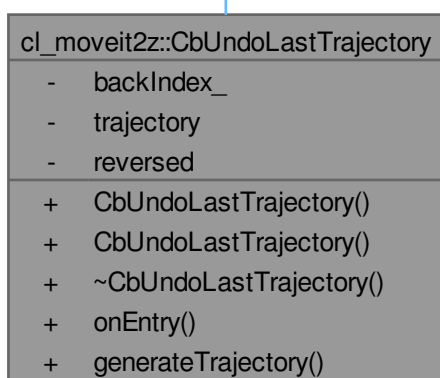 cl_moveit2z::CbUndoLastTrajectory
- backIndex_
- trajectory
- reversed
+ CbUndoLastTrajectory()
+ CbUndoLastTrajectory()
+ ~CbUndoLastTrajectory()
+ onEntry()
+ generateTrajectory()